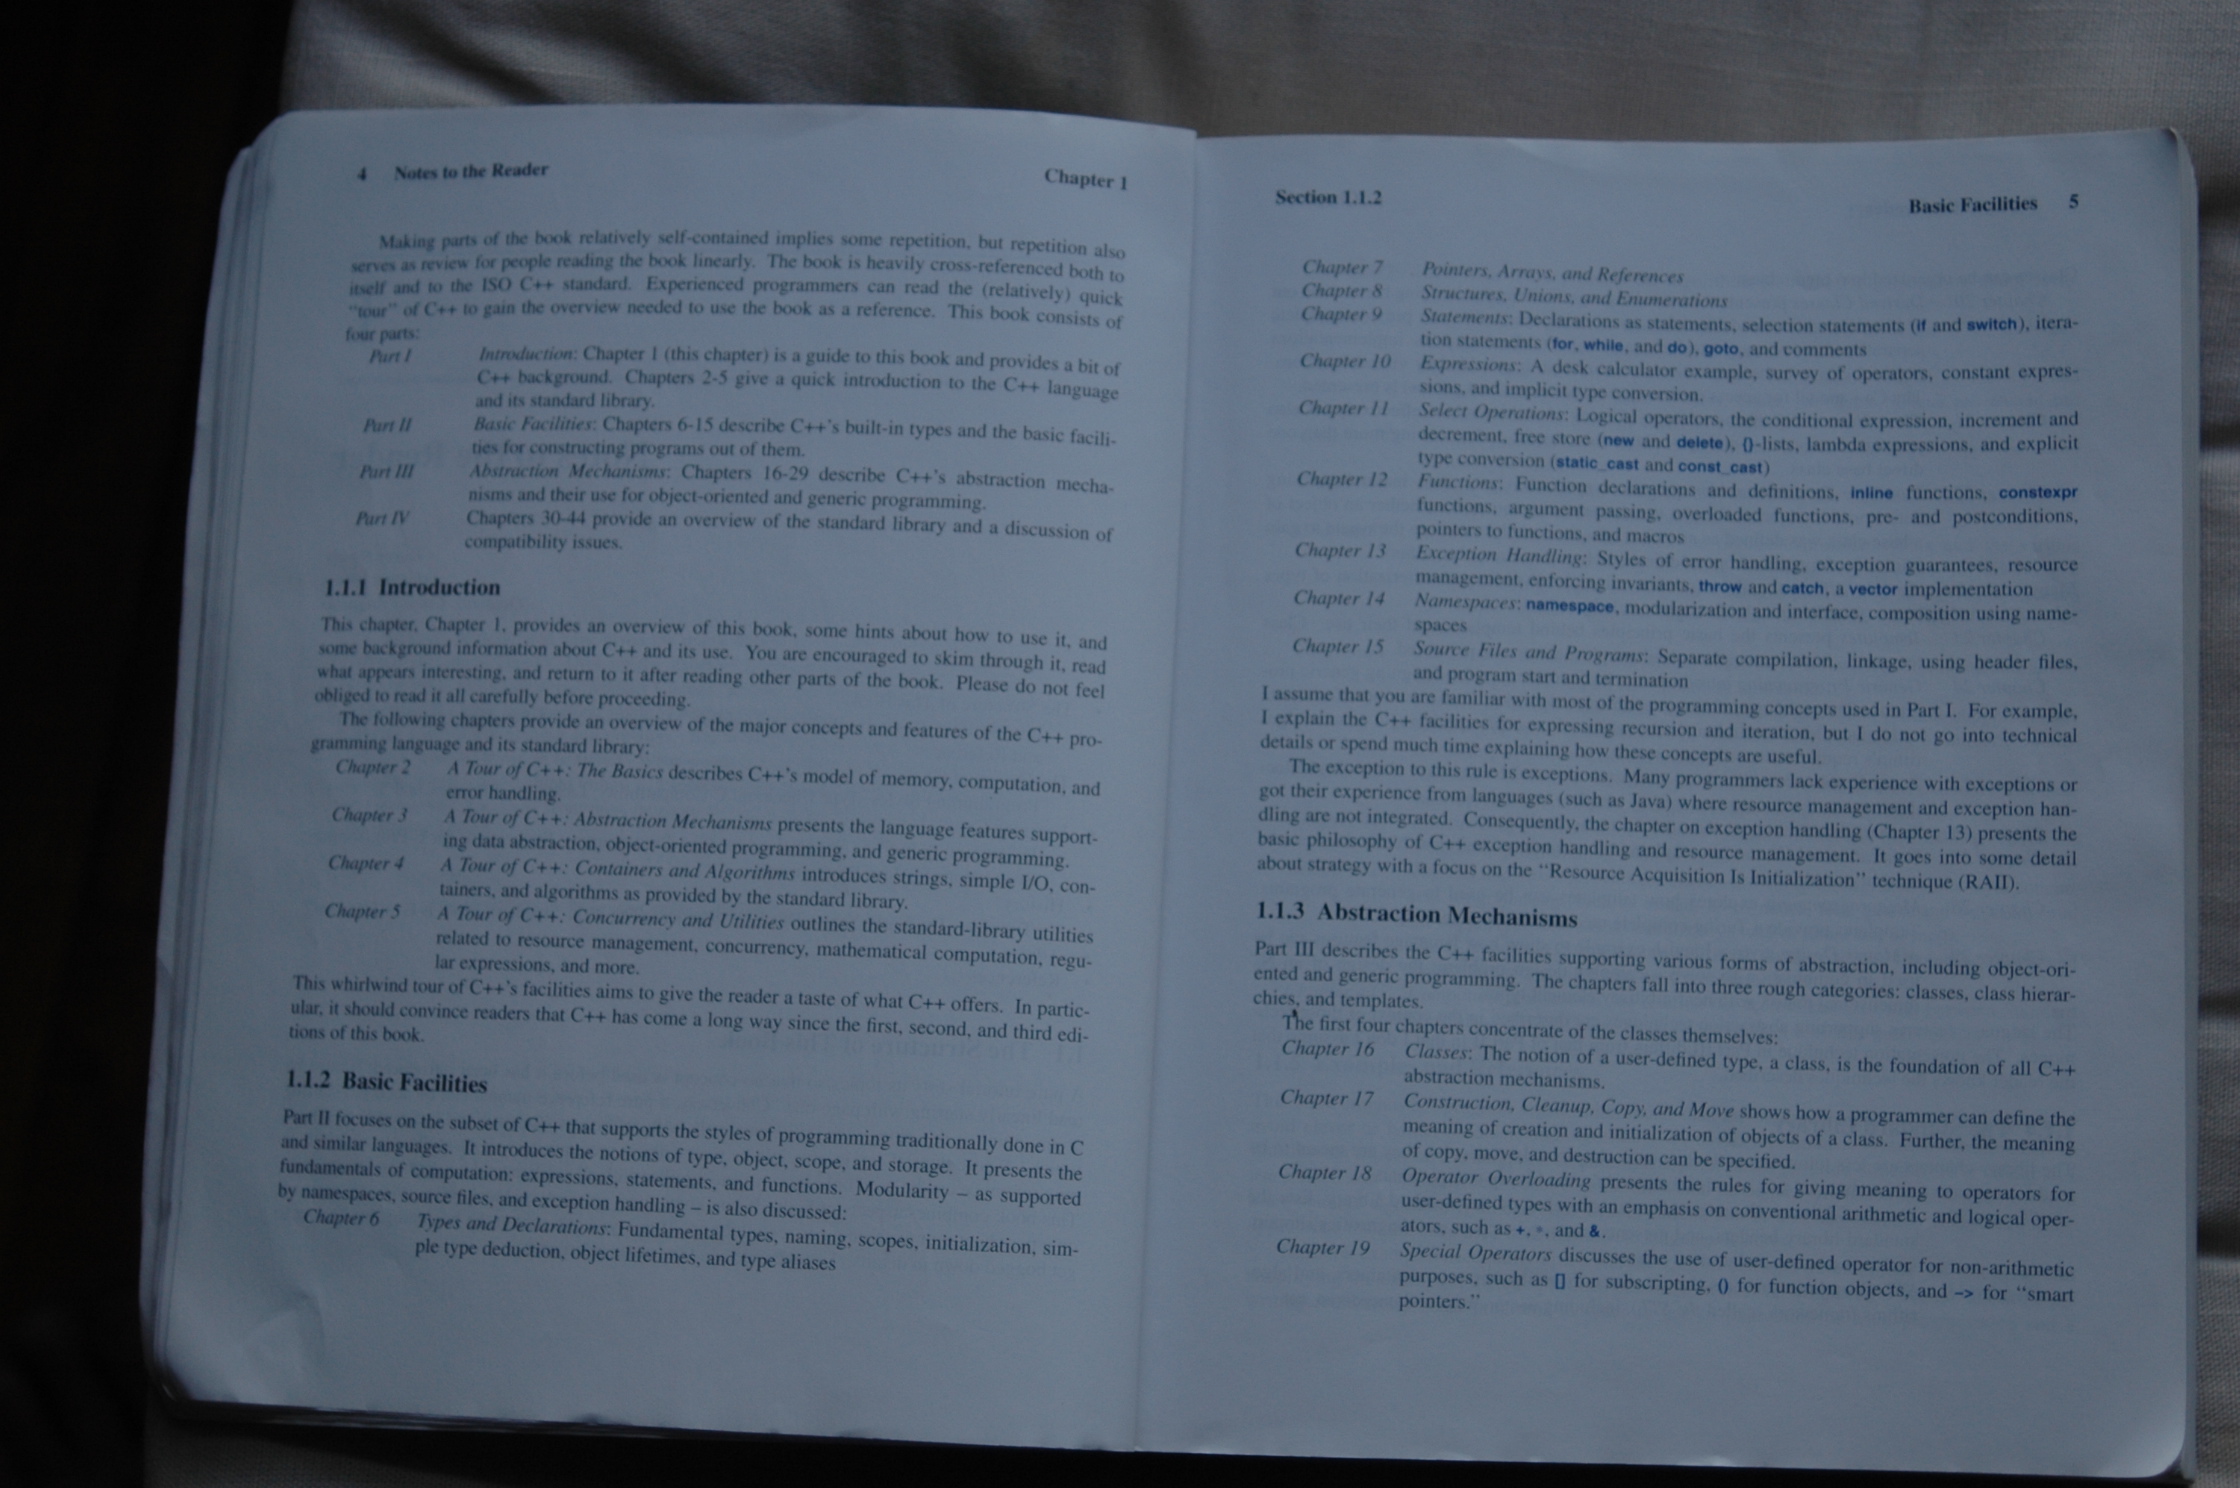 4 Notes to the Reader Chapter 1
Making parts of the book relatively self-contained implies some repetition, but repetition also
serves as review for people reading the book linearly. The book is heavily cross-referenced both to
itself and to the ISO C++ standard. Experienced programmers can read the (relatively) quick
“tour” of C++ to gain the overview needed to use the book as a reference. This book consists of
four parts:
Part I Introduction: Chapter 1 (this chapter) is a guide to this book and provides a bit of
C++ background. Chapters 2-5 give a quick introduction to the C++ language
and its standard library.
Part II Basic Facilities: Chapters 6-15 describe C++’s built-in types and the basic facili-
ties for constructing programs out of them.
Part III Abstraction Mechanisms: Chapters 16-29 describe C++’s abstraction mecha-
nisms and their use for object-oriented and generic programming.
Part IV Chapters 30-44 provide an overview of the standard library and a discussion of
compatibility issues.
1.1.1 Introduction
This chapter, Chapter 1, provides an overview of this book, some hints about how to use it, and
some background information about C++ and its use. You are encouraged to skim through it, read
what appears interesting, and return to it after reading other parts of the book. Please do not feel
obliged to read it all carefully before proceeding.
The following chapters provide an overview of the major concepts and features of the C++ pro-
gramming language and its standard library:
Chapter 2 A Tour of C++: The Basics describes C++’s model of memory, computation, and
error handling.
Chapter 3 A Tour of C++: Abstraction Mechanisms presents the language features support-
ing data abstraction, object-oriented programming, and generic programming.
Chapter 4 A Tour of C++: Containers and Algorithms introduces strings, simple I/O, con-
tainers, and algorithms as provided by the standard library.
Chapter 5 A Tour of C++: Concurrency and Utilities outlines the standard-library utilities
related to resource management, concurrency, mathematical computation, regu-
lar expressions, and more.
This whirlwind tour of C++’s facilities aims to give the reader a taste of what C++ offers. In partic-
ular, it should convince readers that C++ has come a long way since the first, second, and third edi-
tions of this book.
1.1.2 Basic Facilities
Part II focuses on the subset of C++ that supports the styles of programming traditionally done in C
and similar languages. It introduces the notions of type, object, scope, and storage. It presents the
fundamentals of computation: expressions, statements, and functions. Modularity – as supported
by namespaces, source files, and exception handling – is also discussed:
Chapter 6 Types and Declarations: Fundamental types, naming, scopes, initialization, sim-
ple type deduction, object lifetimes, and type aliases
Section 1.1.2 Basic Facilities 5
Chapter 7 Pointers, Arrays, and References
Chapter 8 Structures, Unions, and Enumerations
Chapter 9 Statements: Declarations as statements, selection statements (if and switch), itera-
tion statements (for, while, and do), goto, and comments
Chapter 10 Expressions: A desk calculator example, survey of operators, constant expres-
sions, and implicit type conversion.
Chapter 11 Select Operations: Logical operators, the conditional expression, increment and
decrement, free store (new and delete), {}-lists, lambda expressions, and explicit
type conversion (static_cast and const_cast)
Chapter 12 Functions: Function declarations and definitions, inline functions, constexpr
functions, argument passing, overloaded functions, pre- and postconditions,
pointers to functions, and macros
Chapter 13 Exception Handling: Styles of error handling, exception guarantees, resource
management, enforcing invariants, throw and catch, a vector implementation
Chapter 14 Namespaces: namespace, modularization and interface, composition using name-
spaces
Chapter 15 Source Files and Programs: Separate compilation, linkage, using header files,
and program start and termination
I assume that you are familiar with most of the programming concepts used in Part I. For example,
I explain the C++ facilities for expressing recursion and iteration, but I do not go into technical
details or spend much time explaining how these concepts are useful.
The exception to this rule is exceptions. Many programmers lack experience with exceptions or
got their experience from languages (such as Java) where resource management and exception han-
dling are not integrated. Consequently, the chapter on exception handling (Chapter 13) presents the
basic philosophy of C++ exception handling and resource management. It goes into some detail
about strategy with a focus on the “Resource Acquisition Is Initialization” technique (RAII).
1.1.3 Abstraction Mechanisms
Part III describes the C++ facilities supporting various forms of abstraction, including object-ori-
ented and generic programming. The chapters fall into three rough categories: classes, class hierar-
chies, and templates.
The first four chapters concentrate of the classes themselves:
Chapter 16 Classes: The notion of a user-defined type, a class, is the foundation of all C++
abstraction mechanisms.
Chapter 17 Construction, Cleanup, Copy, and Move shows how a programmer can define the
meaning of creation and initialization of objects of a class. Further, the meaning
of copy, move, and destruction can be specified.
Chapter 18 Operator Overloading presents the rules for giving meaning to operators for
user-defined types with an emphasis on conventional arithmetic and logical oper-
ators, such as +, *, and &.
Chapter 19 Special Operators discusses the use of user-defined operator for non-arithmetic
purposes, such as [] for subscripting, () for function objects, and -> for “smart
pointers.”